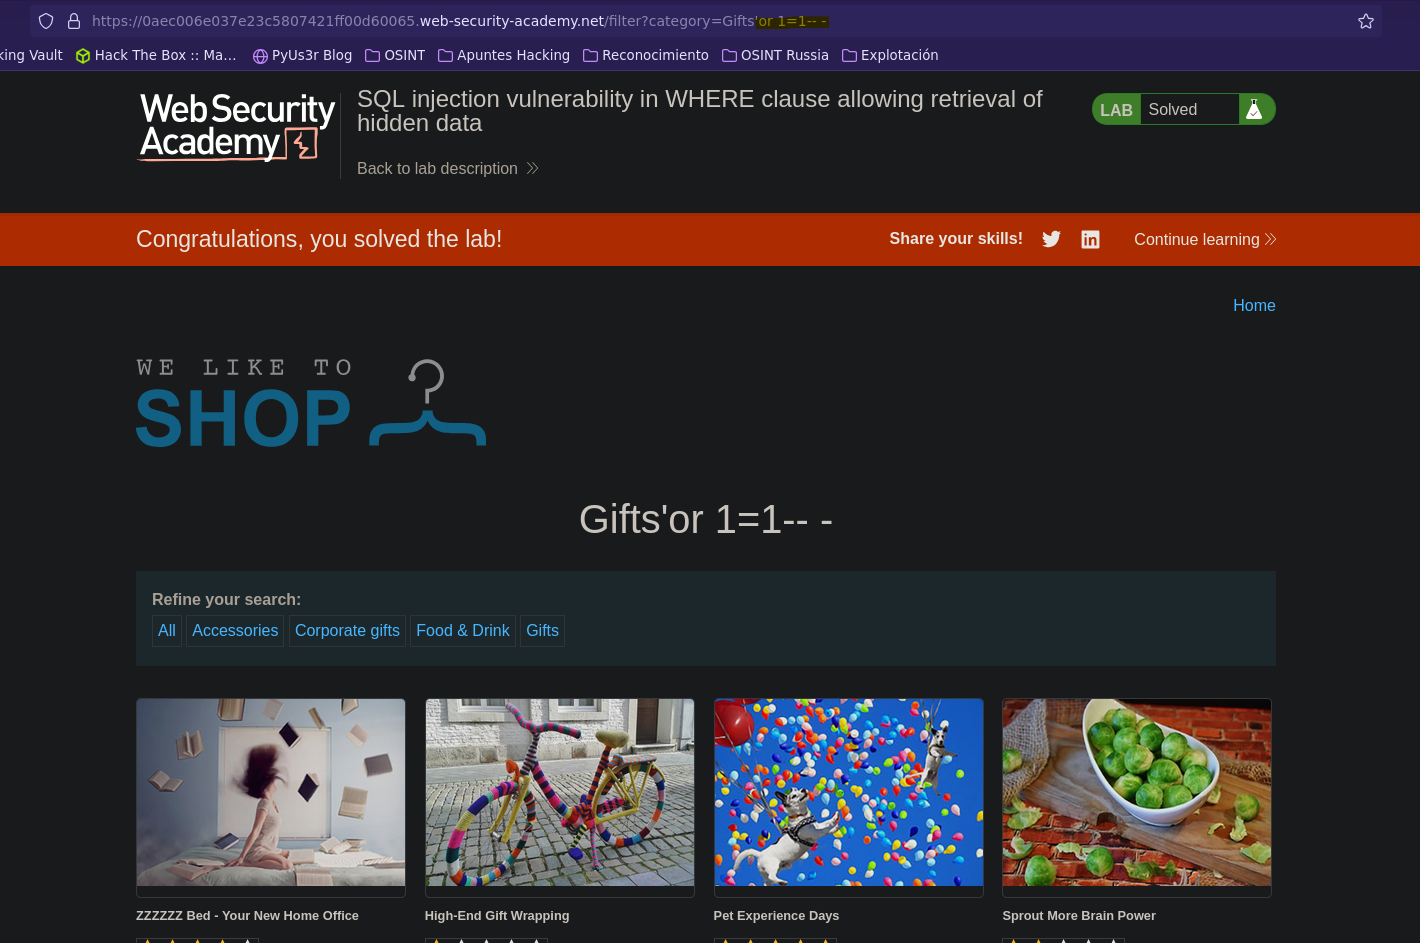 https://0aec006e037e23c5807421ff00d60065.web-security-academy.net/filter?category=Gifts'or 1=1-- -
king Vault Hack The Box :: Ma… PyUs3r Blog OSINT Apuntes Hacking Reconocimiento OSINT Russia Explotación
Web Security
Academy
SQL injection vulnerability in WHERE clause allowing retrieval of
hidden data
Back to lab description
LAB Solved
Congratulations, you solved the lab!
Share your skills!
Continue learning
Home
WE LIKE TO
SHOP
Gifts'or 1=1-- -
Refine your search:
All Accessories Corporate gifts Food & Drink Gifts
ZZZZZZ Bed - Your New Home Office
High-End Gift Wrapping
Pet Experience Days
Sprout More Brain Power